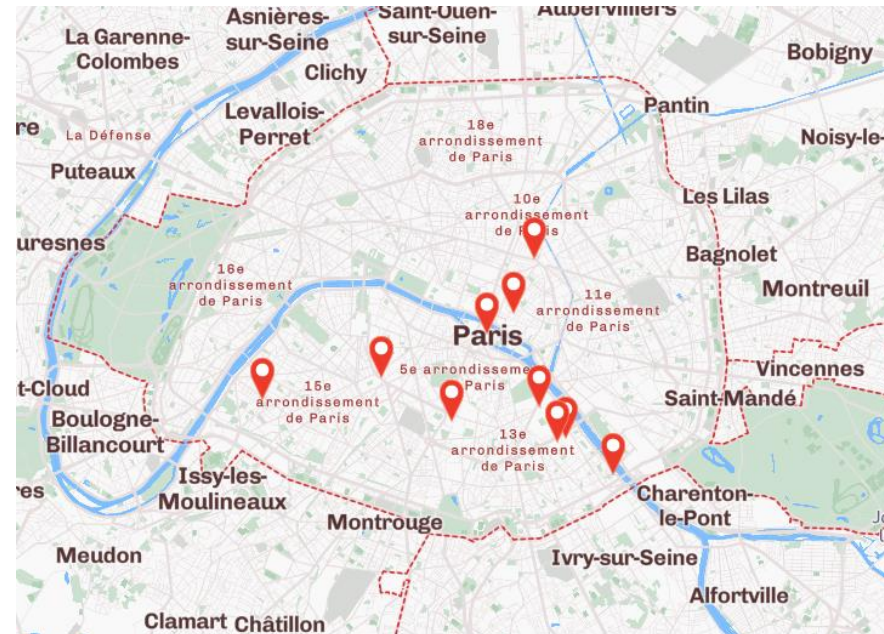 Asnières-
sur-Seine
Saint-Ouen-
sur-Seine
Aubervilliers
La Garenne-
Colombes
Clichy
Bobigny
Levallois-
Perret
Pantin
La Défense
18e
arrondissement
de Paris
Noisy-le-
Puteaux
10e
arrondissement
de
Les Lilas
uresnes
16e
arrondissement
de Paris
Bagnolet
11e
arrondissement
de Paris
Montreuil
Paris
t-Cloud
15e
arrondissement
de Paris
5e arrondisseme
Paris
Vincennes
Saint-Mandé
Boulogne-
Billancourt
13e
arrondissement
de Paris
Issy-les-
Moulineaux
Charenton-
le-Pont
Montrouge
Meudon
Ivry-sur-Seine
Alfortville
Clamart
Châtillon